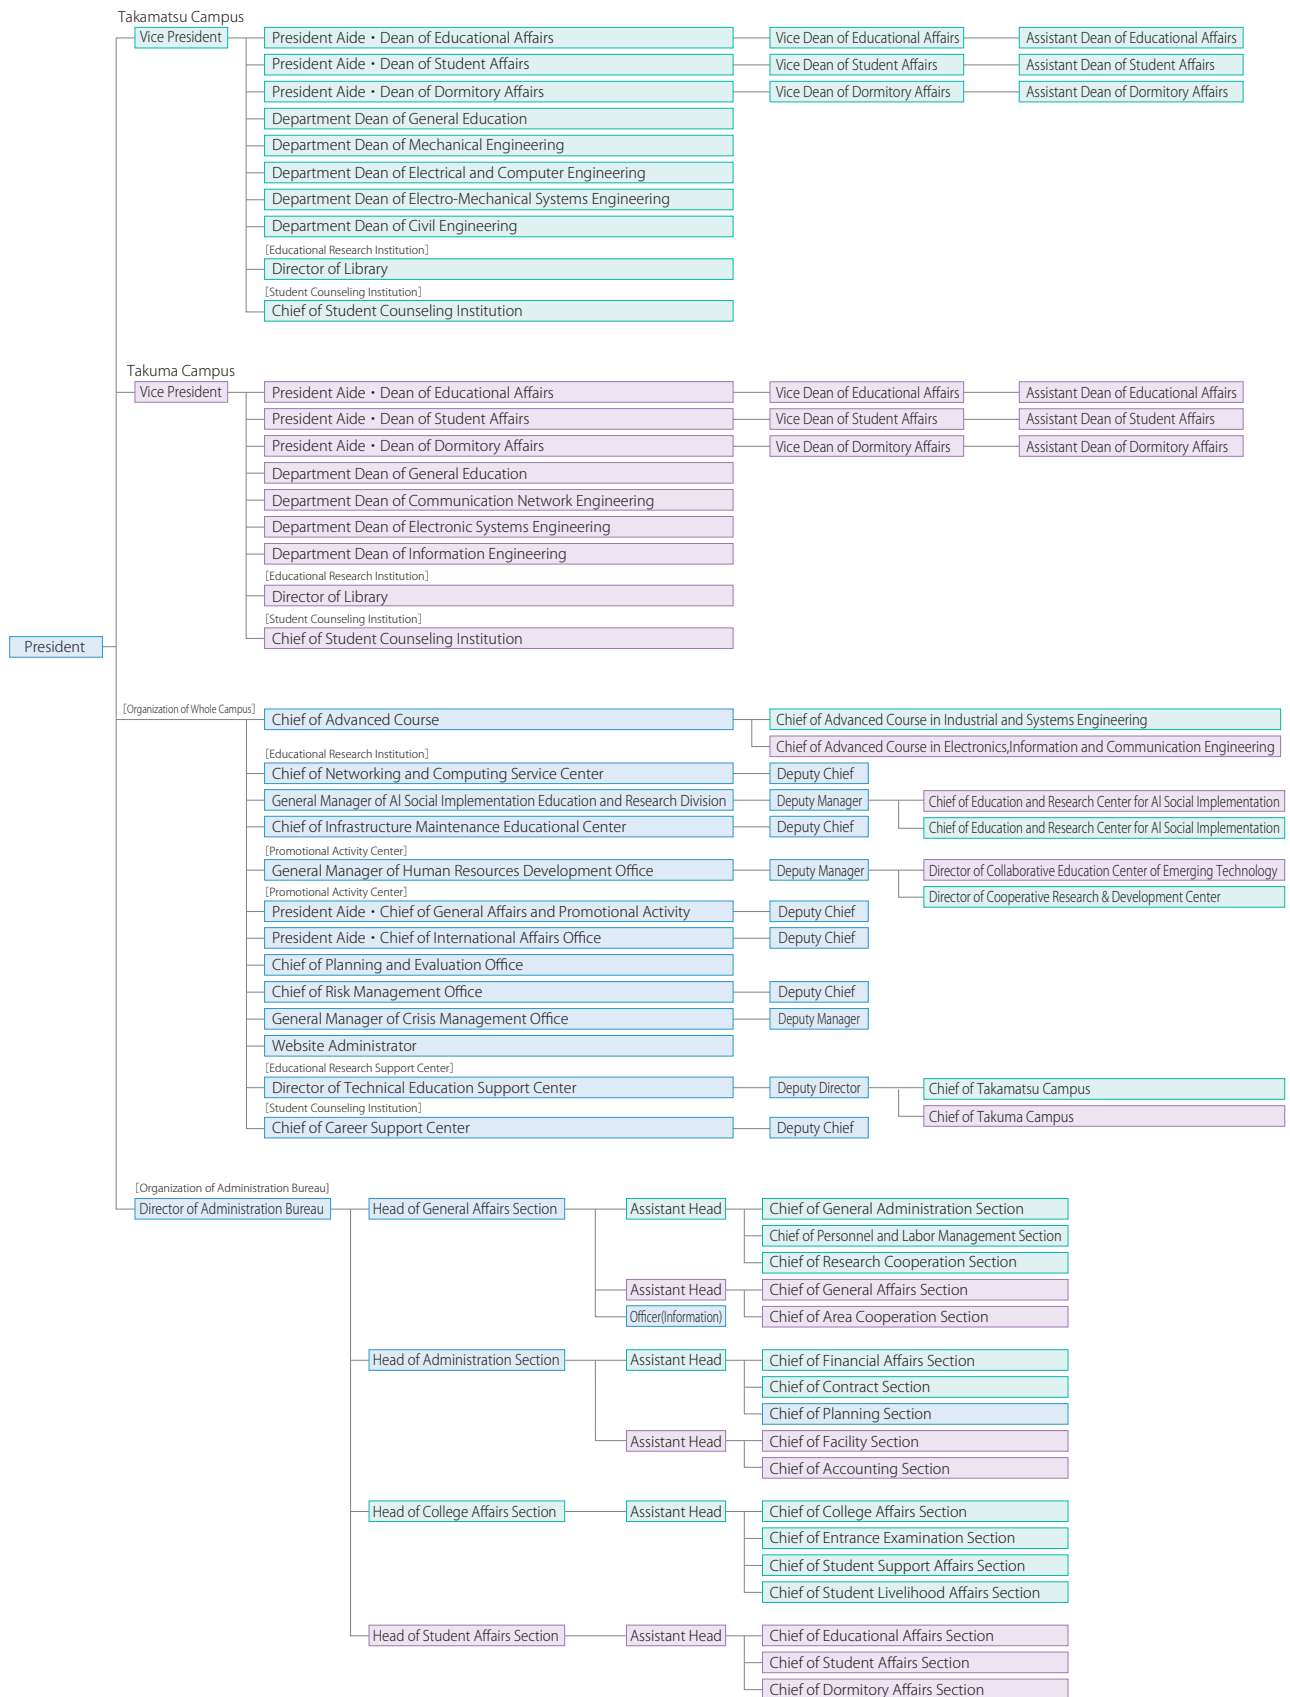 Takamatsu Campus
Vice President
President Aide・Dean of Educational Affairs
Vice Dean of Educational Affairs
Assistant Dean of Educational Affairs
President Aide・Dean of Student Affairs
Vice Dean of Student Affairs
Assistant Dean of Student Affairs
President Aide・Dean of Dormitory Affairs
Vice Dean of Dormitory Affairs
Assistant Dean of Dormitory Affairs
Department Dean of General Education
Department Dean of Mechanical Engineering
Department Dean of Electrical and Computer Engineering
Department Dean of Electro-Mechanical Systems Engineering
Department Dean of Civil Engineering
[Educational Research Institution]
Director of Library
[Student Counseling Institution]
Chief of Student Counseling Institution
Takuma Campus
Vice President
President Aide・Dean of Educational Affairs
Vice Dean of Educational Affairs
Assistant Dean of Educational Affairs
President Aide・Dean of Student Affairs
Vice Dean of Student Affairs
Assistant Dean of Student Affairs
President Aide・Dean of Dormitory Affairs
Vice Dean of Dormitory Affairs
Assistant Dean of Dormitory Affairs
Department Dean of General Education
Department Dean of Communication Network Engineering
Department Dean of Electronic Systems Engineering
Department Dean of Information Engineering
[Educational Research Institution]
Director of Library
[Student Counseling Institution]
Chief of Student Counseling Institution
President
[Organization of Whole Campus]
Chief of Advanced Course
Chief of Advanced Course in Industrial and Systems Engineering
Chief of Advanced Course in Electronics,Information and Communication Engineering
[Educational Research Institution]
Chief of Networking and Computing Service Center
Deputy Chief
General Manager of AI Social Implementation Education and Research Division
Deputy Manager
Chief of Education and Research Center for AI Social Implementation
Chief of Infrastructure Maintenance Educational Center
Deputy Chief
Chief of Education and Research Center for AI Social Implementation
[Promotional Activity Center]
General Manager of Human Resources Development Office
Deputy Manager
Director of Collaborative Education Center of Emerging Technology
[Promotional Activity Center]
Director of Cooperative Research & Development Center
President Aide・Chief of General Affairs and Promotional Activity
Deputy Chief
President Aide・Chief of International Affairs Office
Deputy Chief
Chief of Planning and Evaluation Office
Chief of Risk Management Office
Deputy Chief
General Manager of Crisis Management Office
Deputy Manager
Website Administrator
[Educational Research Support Center]
Director of Technical Education Support Center
Deputy Director
Chief of Takamatsu Campus
[Student Counseling Institution]
Chief of Takuma Campus
Chief of Career Support Center
Deputy Chief
[Organization of Administration Bureau]
Director of Administration Bureau
Head of General Affairs Section
Assistant Head
Chief of General Administration Section
Chief of Personnel and Labor Management Section
Chief of Research Cooperation Section
Assistant Head
Chief of General Affairs Section
Officer(Information)
Chief of Area Cooperation Section
Head of Administration Section
Assistant Head
Chief of Financial Affairs Section
Chief of Contract Section
Chief of Planning Section
Assistant Head
Chief of Facility Section
Chief of Accounting Section
Head of College Affairs Section
Assistant Head
Chief of College Affairs Section
Chief of Entrance Examination Section
Chief of Student Support Affairs Section
Chief of Student Livelihood Affairs Section
Head of Student Affairs Section
Assistant Head
Chief of Educational Affairs Section
Chief of Student Affairs Section
Chief of Dormitory Affairs Section